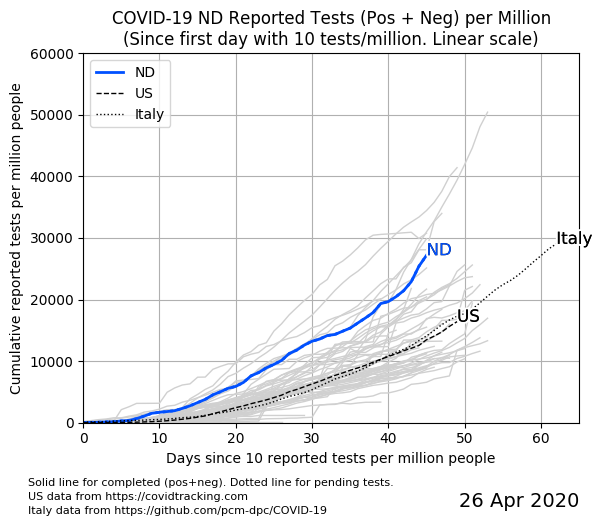 COVID-19 ND Reported Tests (Pos + Neg) per Million
(Since first day with 10 tests/million. Linear scale)
Cumulative reported tests per million people
60000
50000
40000
30000
20000
10000
0
ND
US
Italy
ND
US
Italy
0 10 20 30 40 50 60
Days since 10 reported tests per million people
Solid line for completed (pos+neg). Dotted line for pending tests.
US data from https://covidtracking.com
Italy data from https://github.com/pcm-dpc/COVID-19
26 Apr 2020